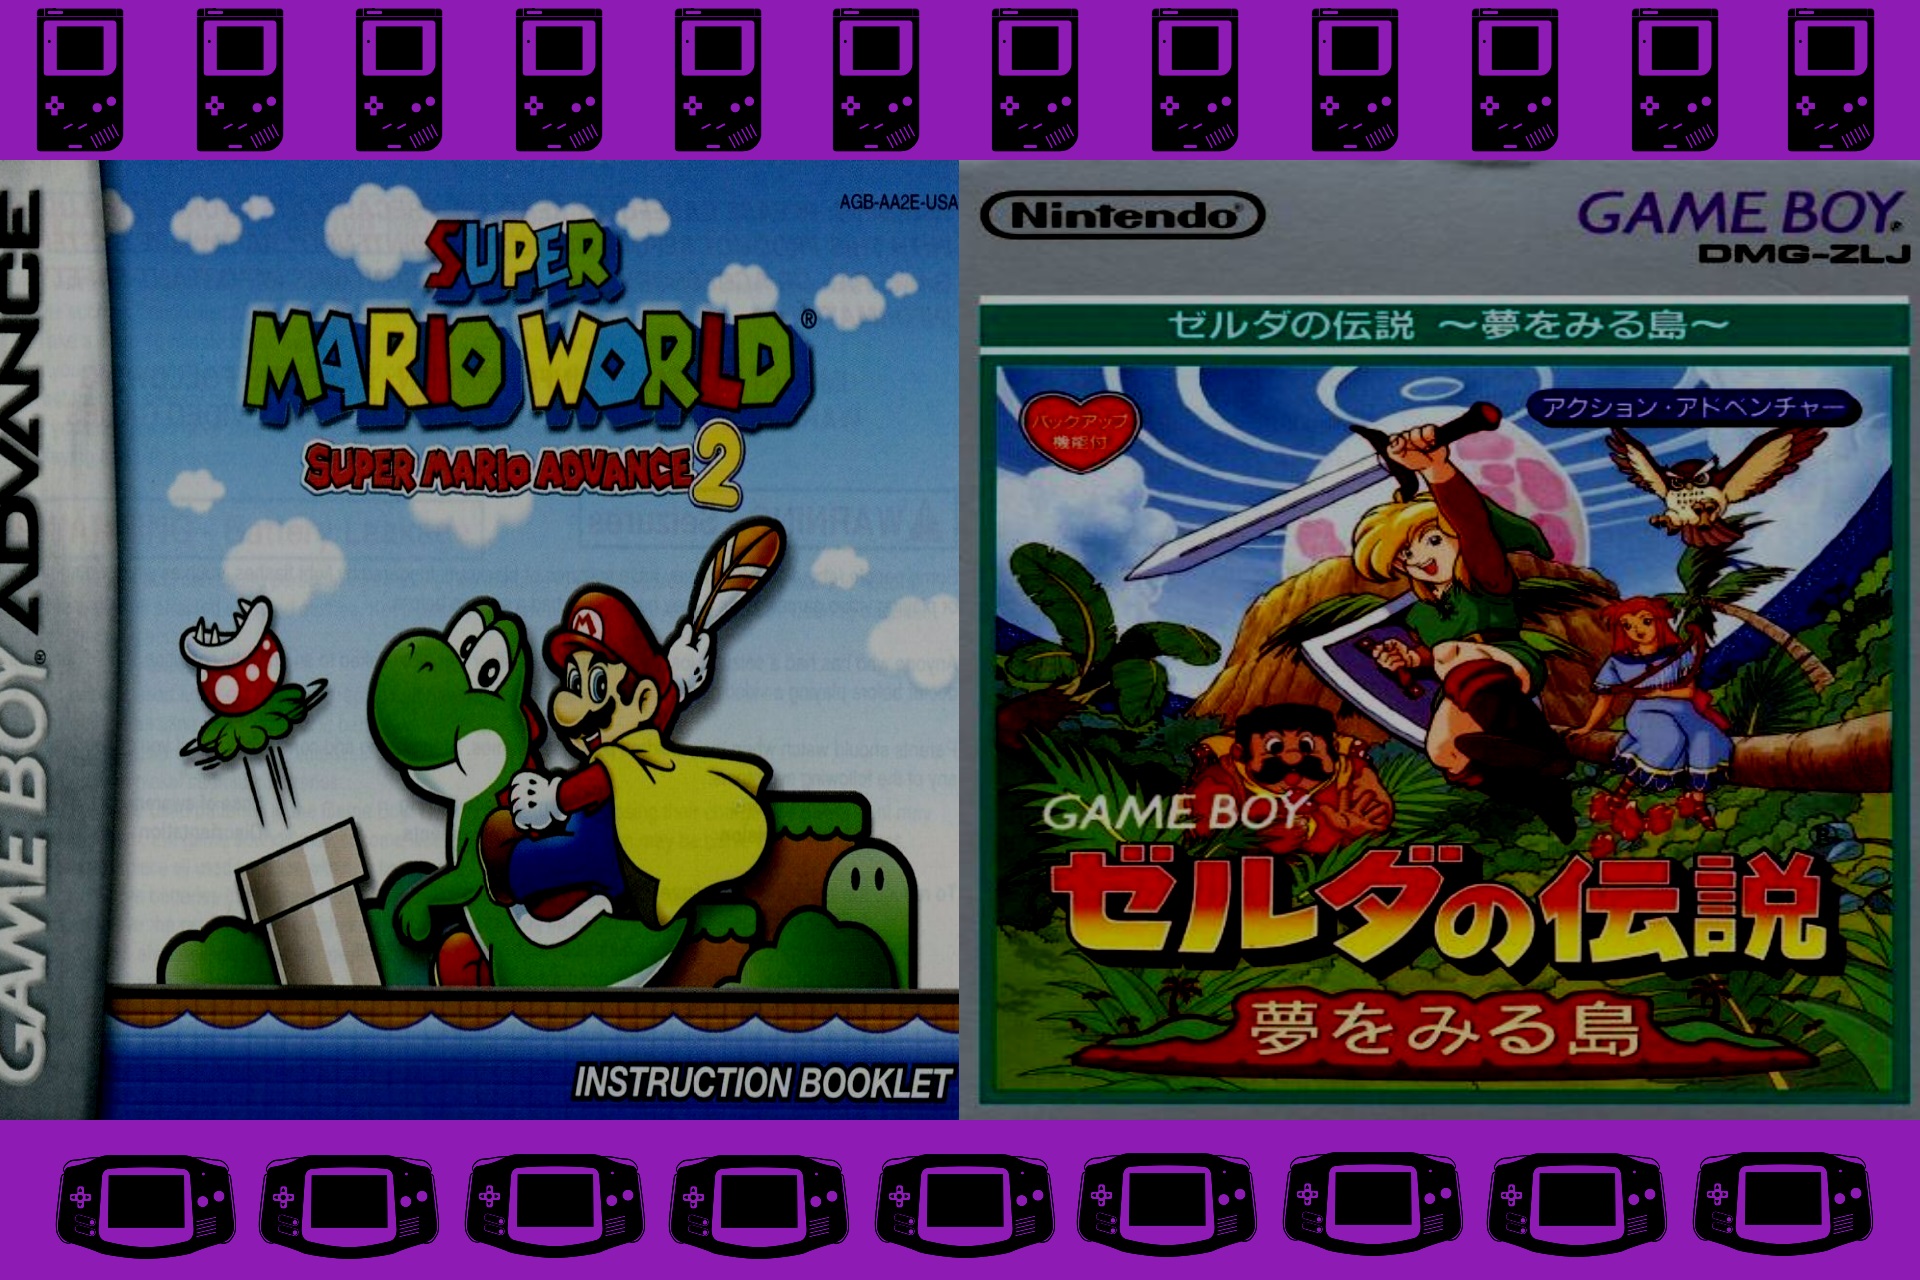 GAME BOY® ADVANCE
AGB-AA2E-USA
SUPER
MARIO WORLD®
SUPER MARIO ADVANCE 2
INSTRUCTION BOOKLET
Nintendo®
GAME BOY®
DMG-ZLJ
ゼルダの伝説 〜夢をみる島〜
バックアップ
機能付
アクション・アドベンチャー
GAME BOY
ゼルダの伝説
夢をみる島